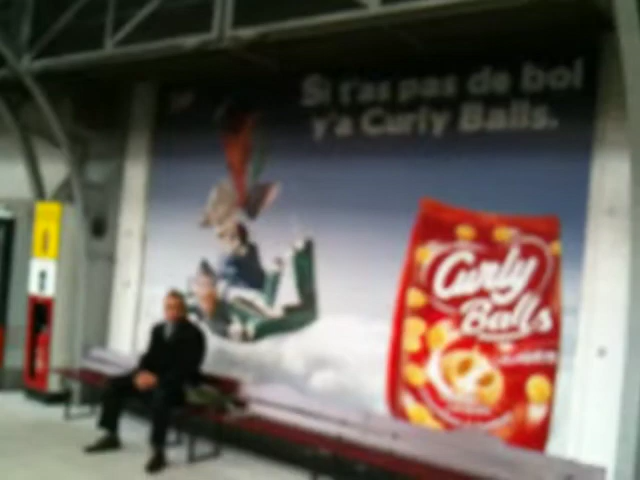 Si t'as pas de bol
y'a Curly Balls.
Curly
Balls